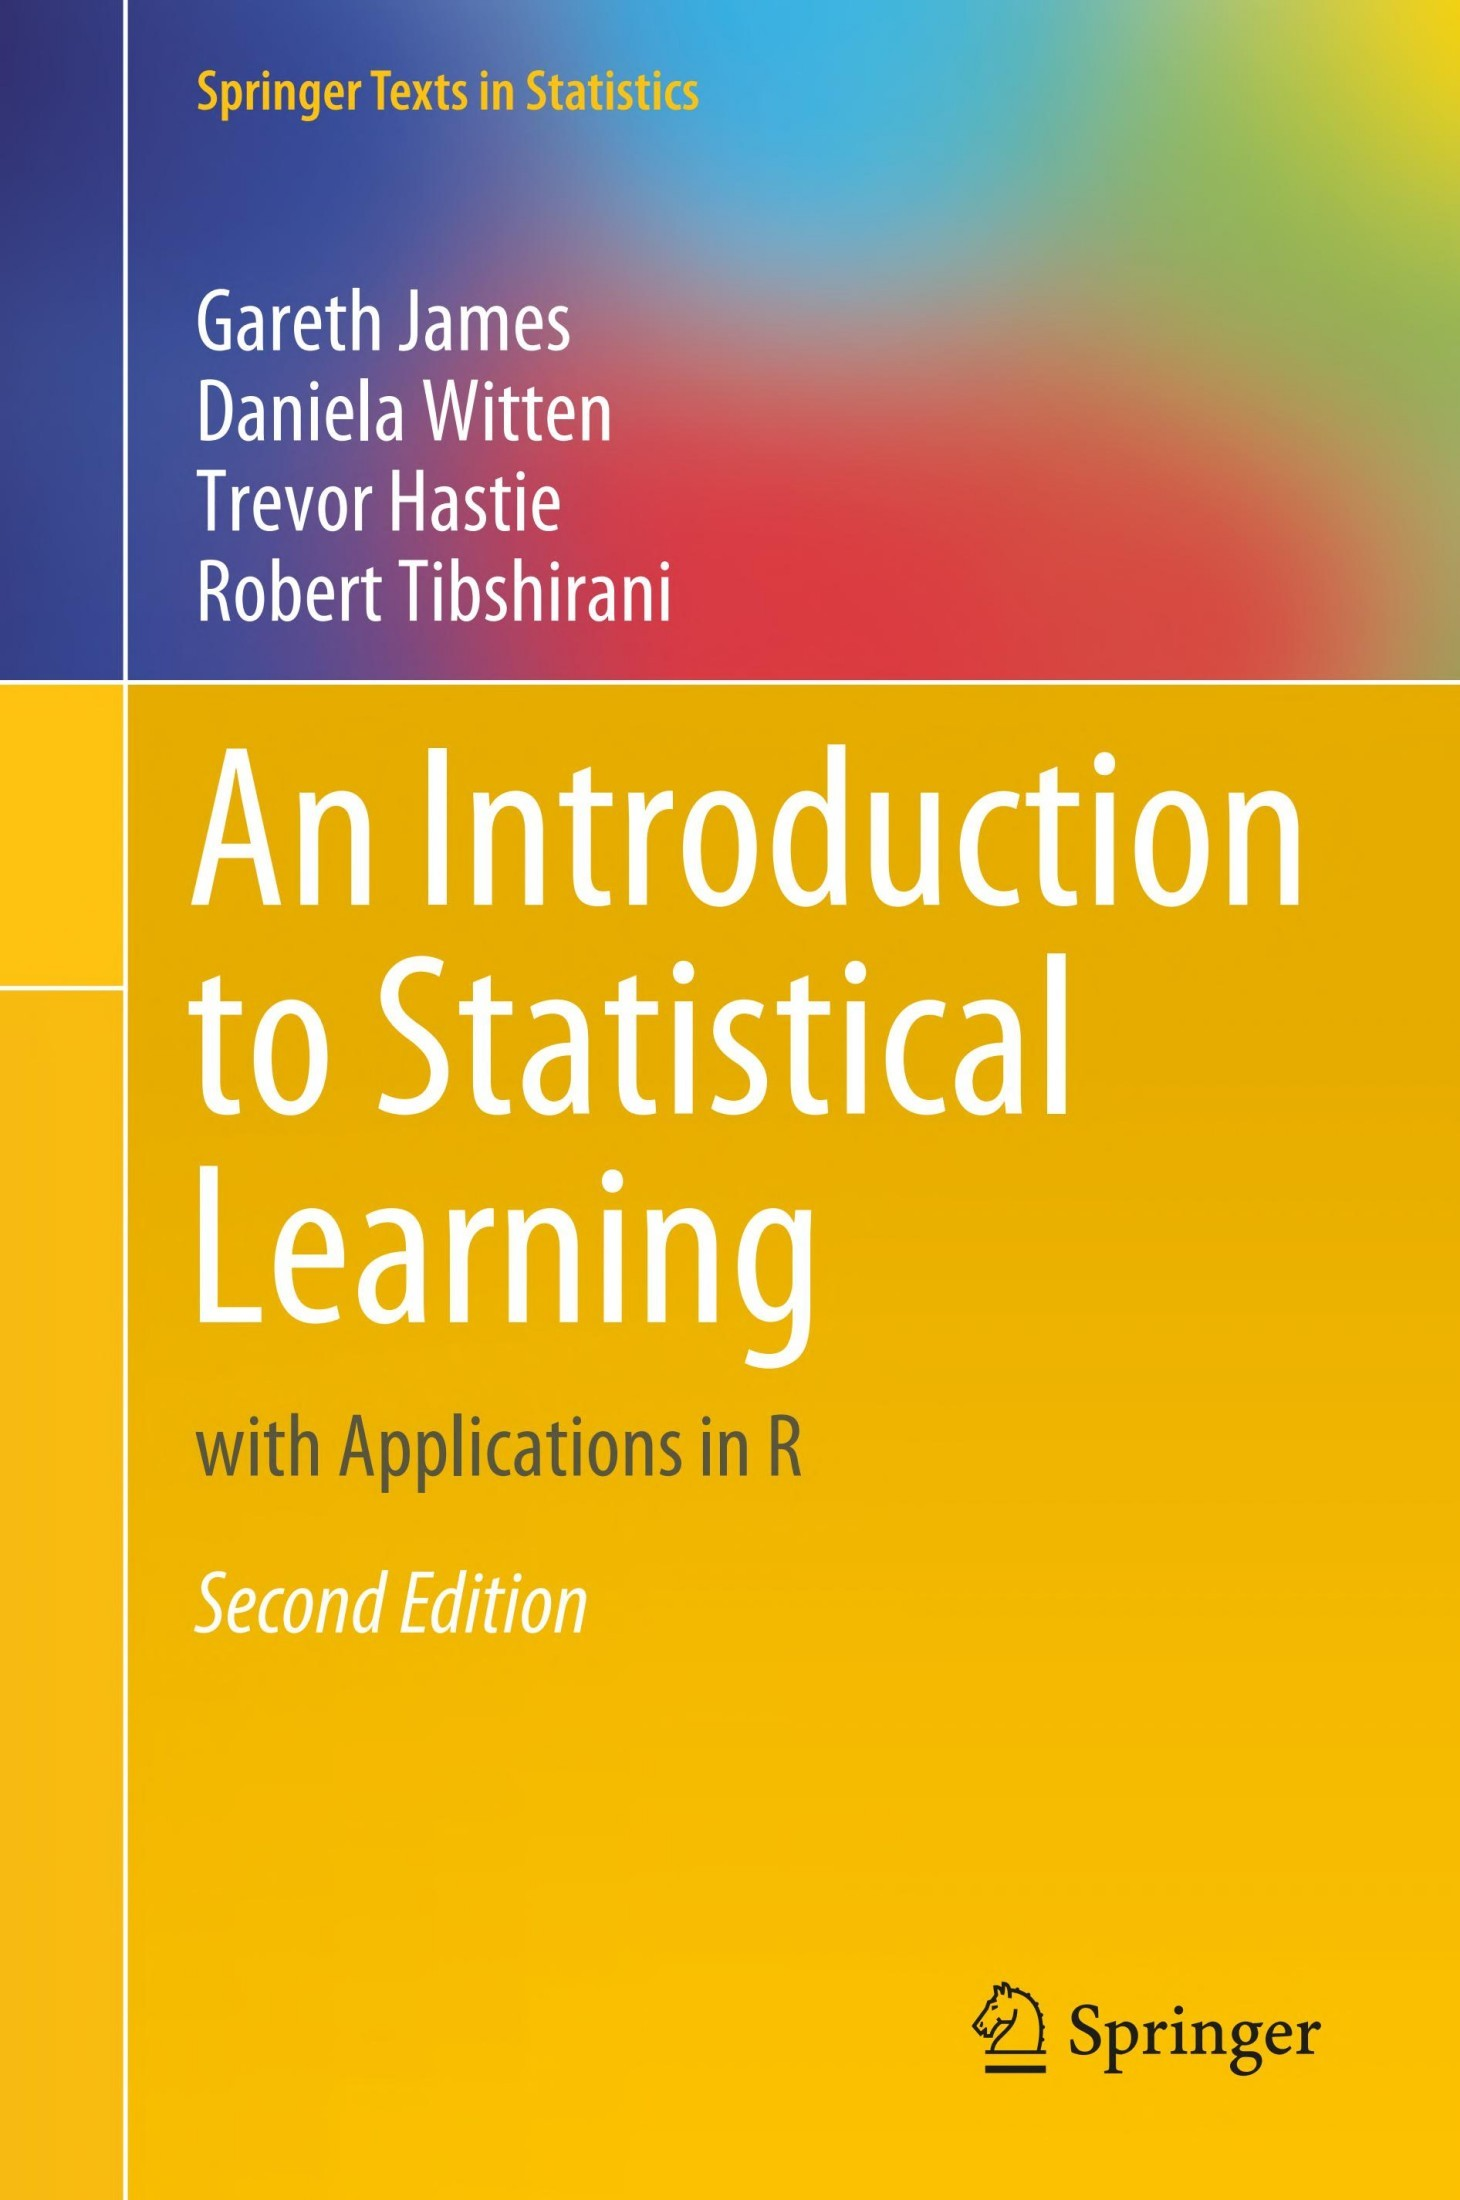 Springer Texts in Statistics
Gareth James
Daniela Witten
Trevor Hastie
Robert Tibshirani
An Introduction
to Statistical
Learning
with Applications in R
Second Edition
Springer